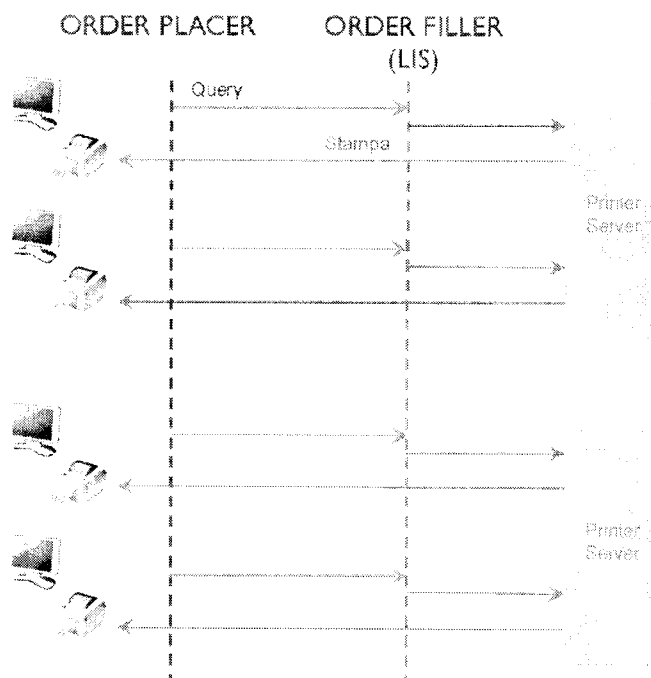 ORDER PLACER
ORDER FILLER
(LIS)
Query
Stampa
Printer
Server
Printer
Server